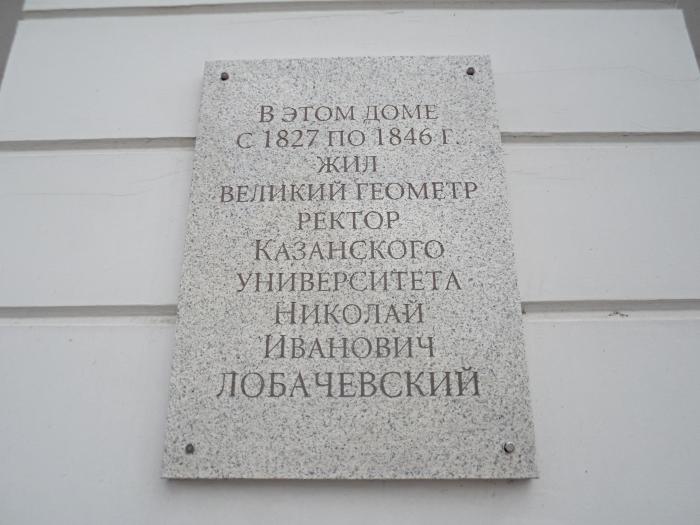 В ЭТОМ ДОМЕ
С 1827 ПО 1846 Г.
ЖИЛ
ВЕЛИКИЙ ГЕОМЕТР
РЕКТОР
КАЗАНСКОГО
УНИВЕРСИТЕТА
НИКОЛАЙ
ИВАНОВИЧ
ЛОБАЧЕВСКИЙ